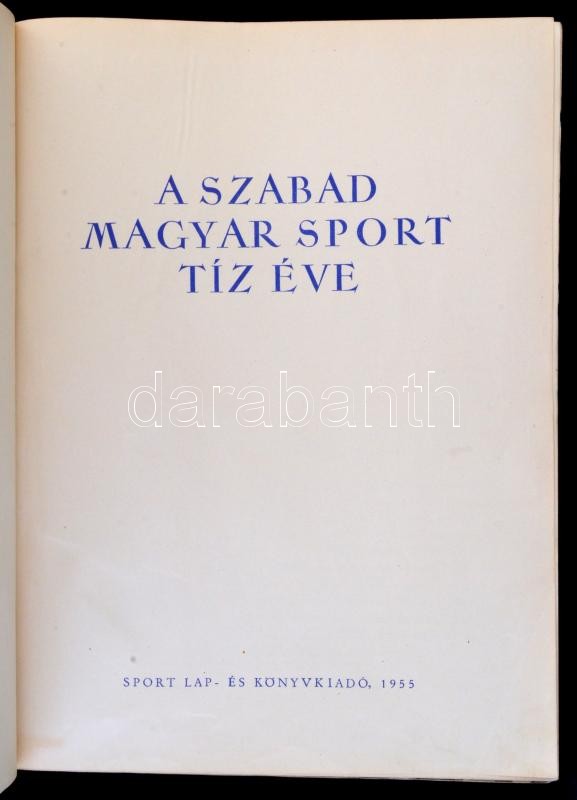 A SZABAD
MAGYAR SPORT
TÍZ ÉVE
darabanth
SPORT LAP- ÉS KÖNYVKIADÓ, 1955